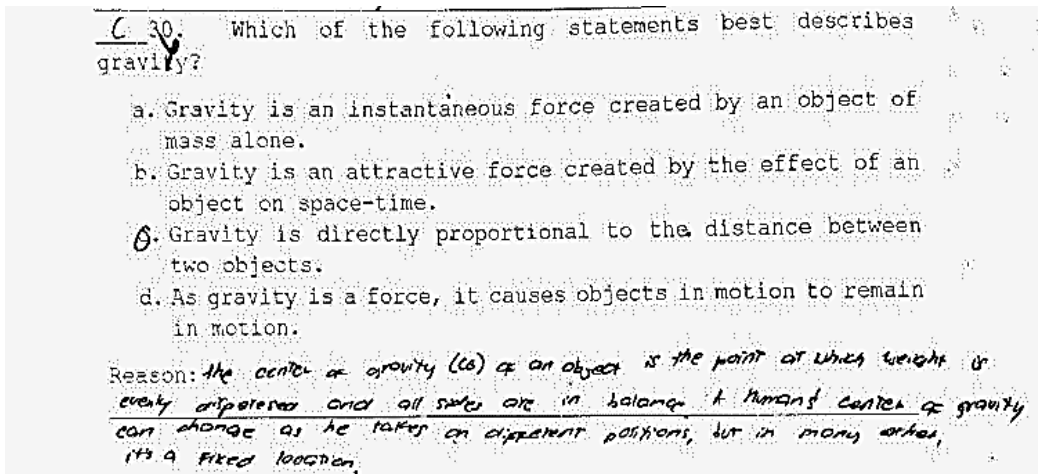 C 30. Which of the following statements best describes
gravity?
a. Gravity is an instantaneous force created by an object of
mass alone.
b. Gravity is an attractive force created by the effect of an
object on space-time.
c. Gravity is directly proportional to the distance between
two objects.
d. As gravity is a force, it causes objects in motion to remain
in motion.
Reason: the center of gravity (CG) of an object is the point at which weight is
evenly dispersed and all sides are in balance. A human's center of gravity
can change as he takes on different positions, but in many other,
it's a fixed location.